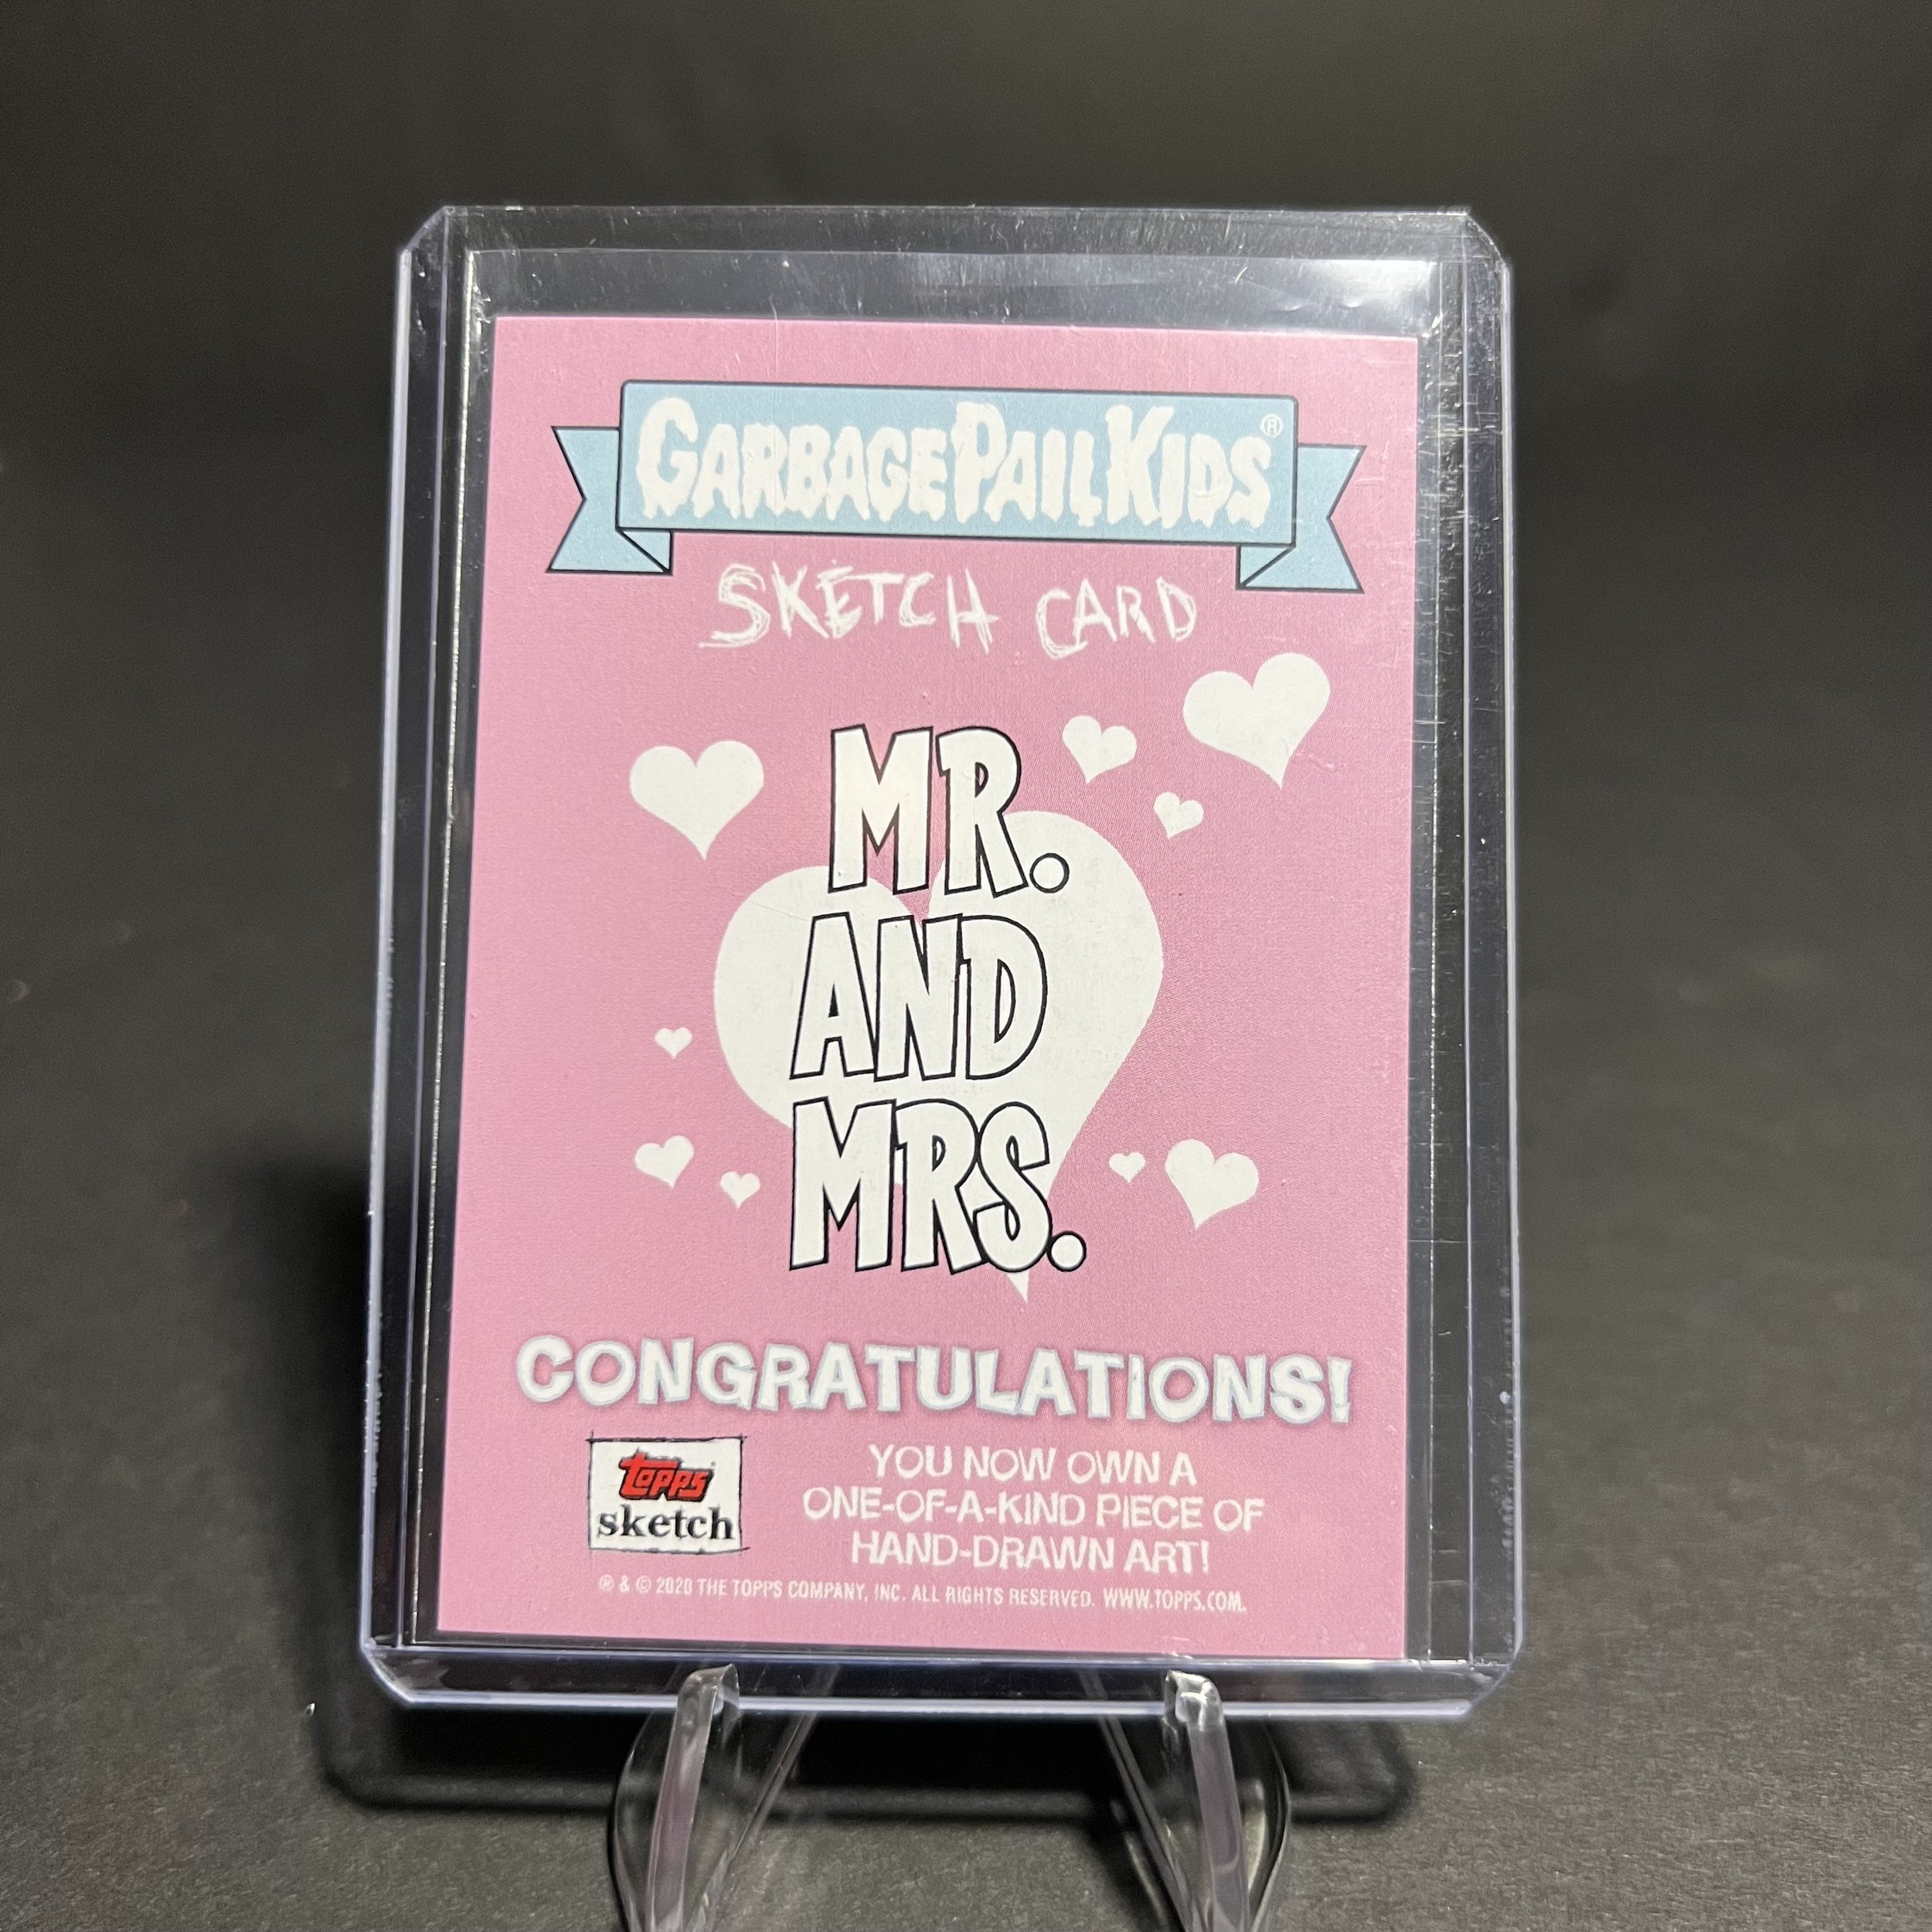 GARBAGE PAIL KIDS®
SKETCH CARD
MR.
AND
MRS.
CONGRATULATIONS!
topps
sketch
YOU NOW OWN A
ONE-OF-A-KIND PIECE OF
HAND-DRAWN ART!
® & © 2020 THE TOPPS COMPANY, INC. ALL RIGHTS RESERVED. WWW.TOPPS.COM.